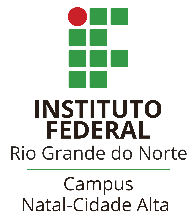 INSTITUTO
FEDERAL
Rio Grande do Norte
Campus
Natal-Cidade Alta